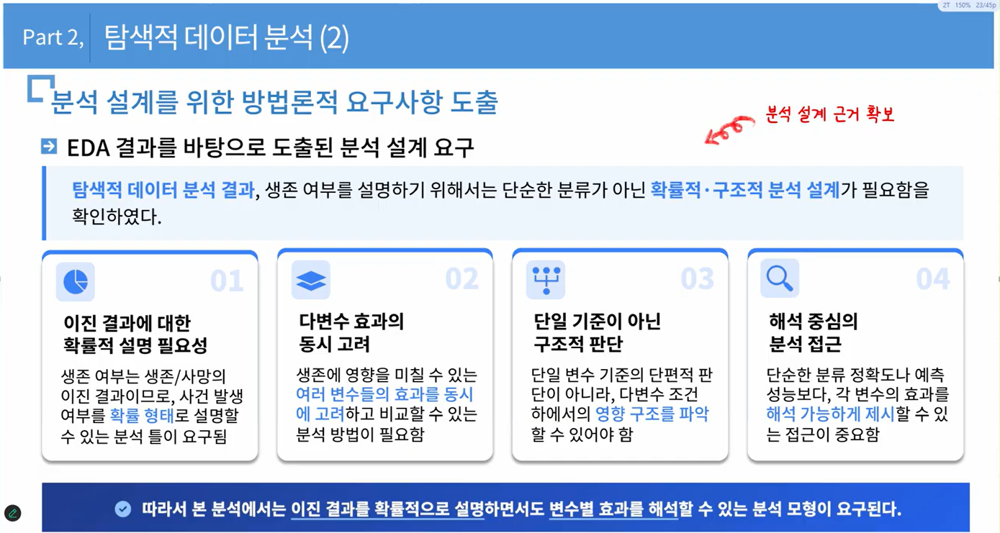 2T 150% 23/45p
Part 2, 탐색적 데이터 분석 (2)
분석 설계를 위한 방법론적 요구사항 도출
분석 설계 근거 확보
EDA 결과를 바탕으로 도출된 분석 설계 요구
탐색적 데이터 분석 결과, 생존 여부를 설명하기 위해서는 단순한 분류가 아닌 확률적·구조적 분석 설계가 필요함을
확인하였다.
01
이진 결과에 대한
확률적 설명 필요성
생존 여부는 생존/사망의
이진 결과이므로, 사건 발생
여부를 확률 형태로 설명할
수 있는 분석 틀이 요구됨
02
다변수 효과의
동시 고려
생존에 영향을 미칠 수 있는
여러 변수들의 효과를 동시
에 고려하고 비교할 수 있는
분석 방법이 필요함
03
단일 기준이 아닌
구조적 판단
단일 변수 기준의 단편적 판
단이 아니라, 다변수 조건
하에서의 영향 구조를 파악
할 수 있어야 함
04
해석 중심의
분석 접근
단순한 분류 정확도나 예측
성능보다, 각 변수의 효과를
해석 가능하게 제시할 수 있
는 접근이 중요함
따라서 본 분석에서는 이진 결과를 확률적으로 설명하면서도 변수별 효과를 해석할 수 있는 분석 모형이 요구된다.